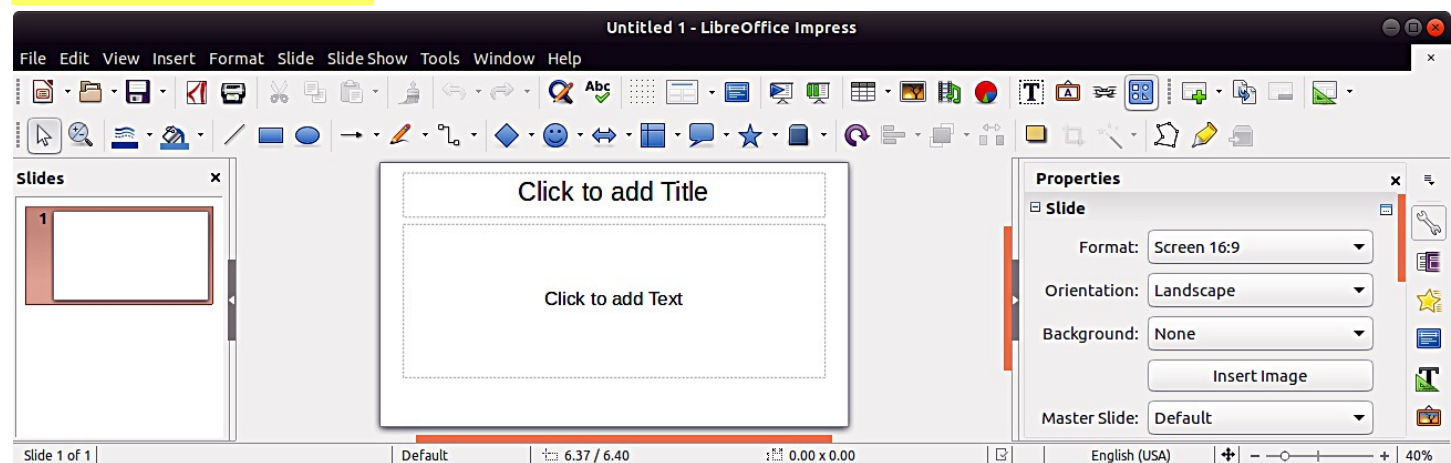 Untitled 1 - LibreOffice Impress
File Edit View Insert Format Slide Slide Show Tools Window Help
Abc T A
Slides
Properties
1
Click to add Title
Click to add Text
Slide
Format: Screen 16:9
Orientation: Landscape
Background: None
Insert Image
Master Slide: Default
Slide 1 of 1 Default 6.37 / 6.40 0.00 x 0.00 English (USA) 40%